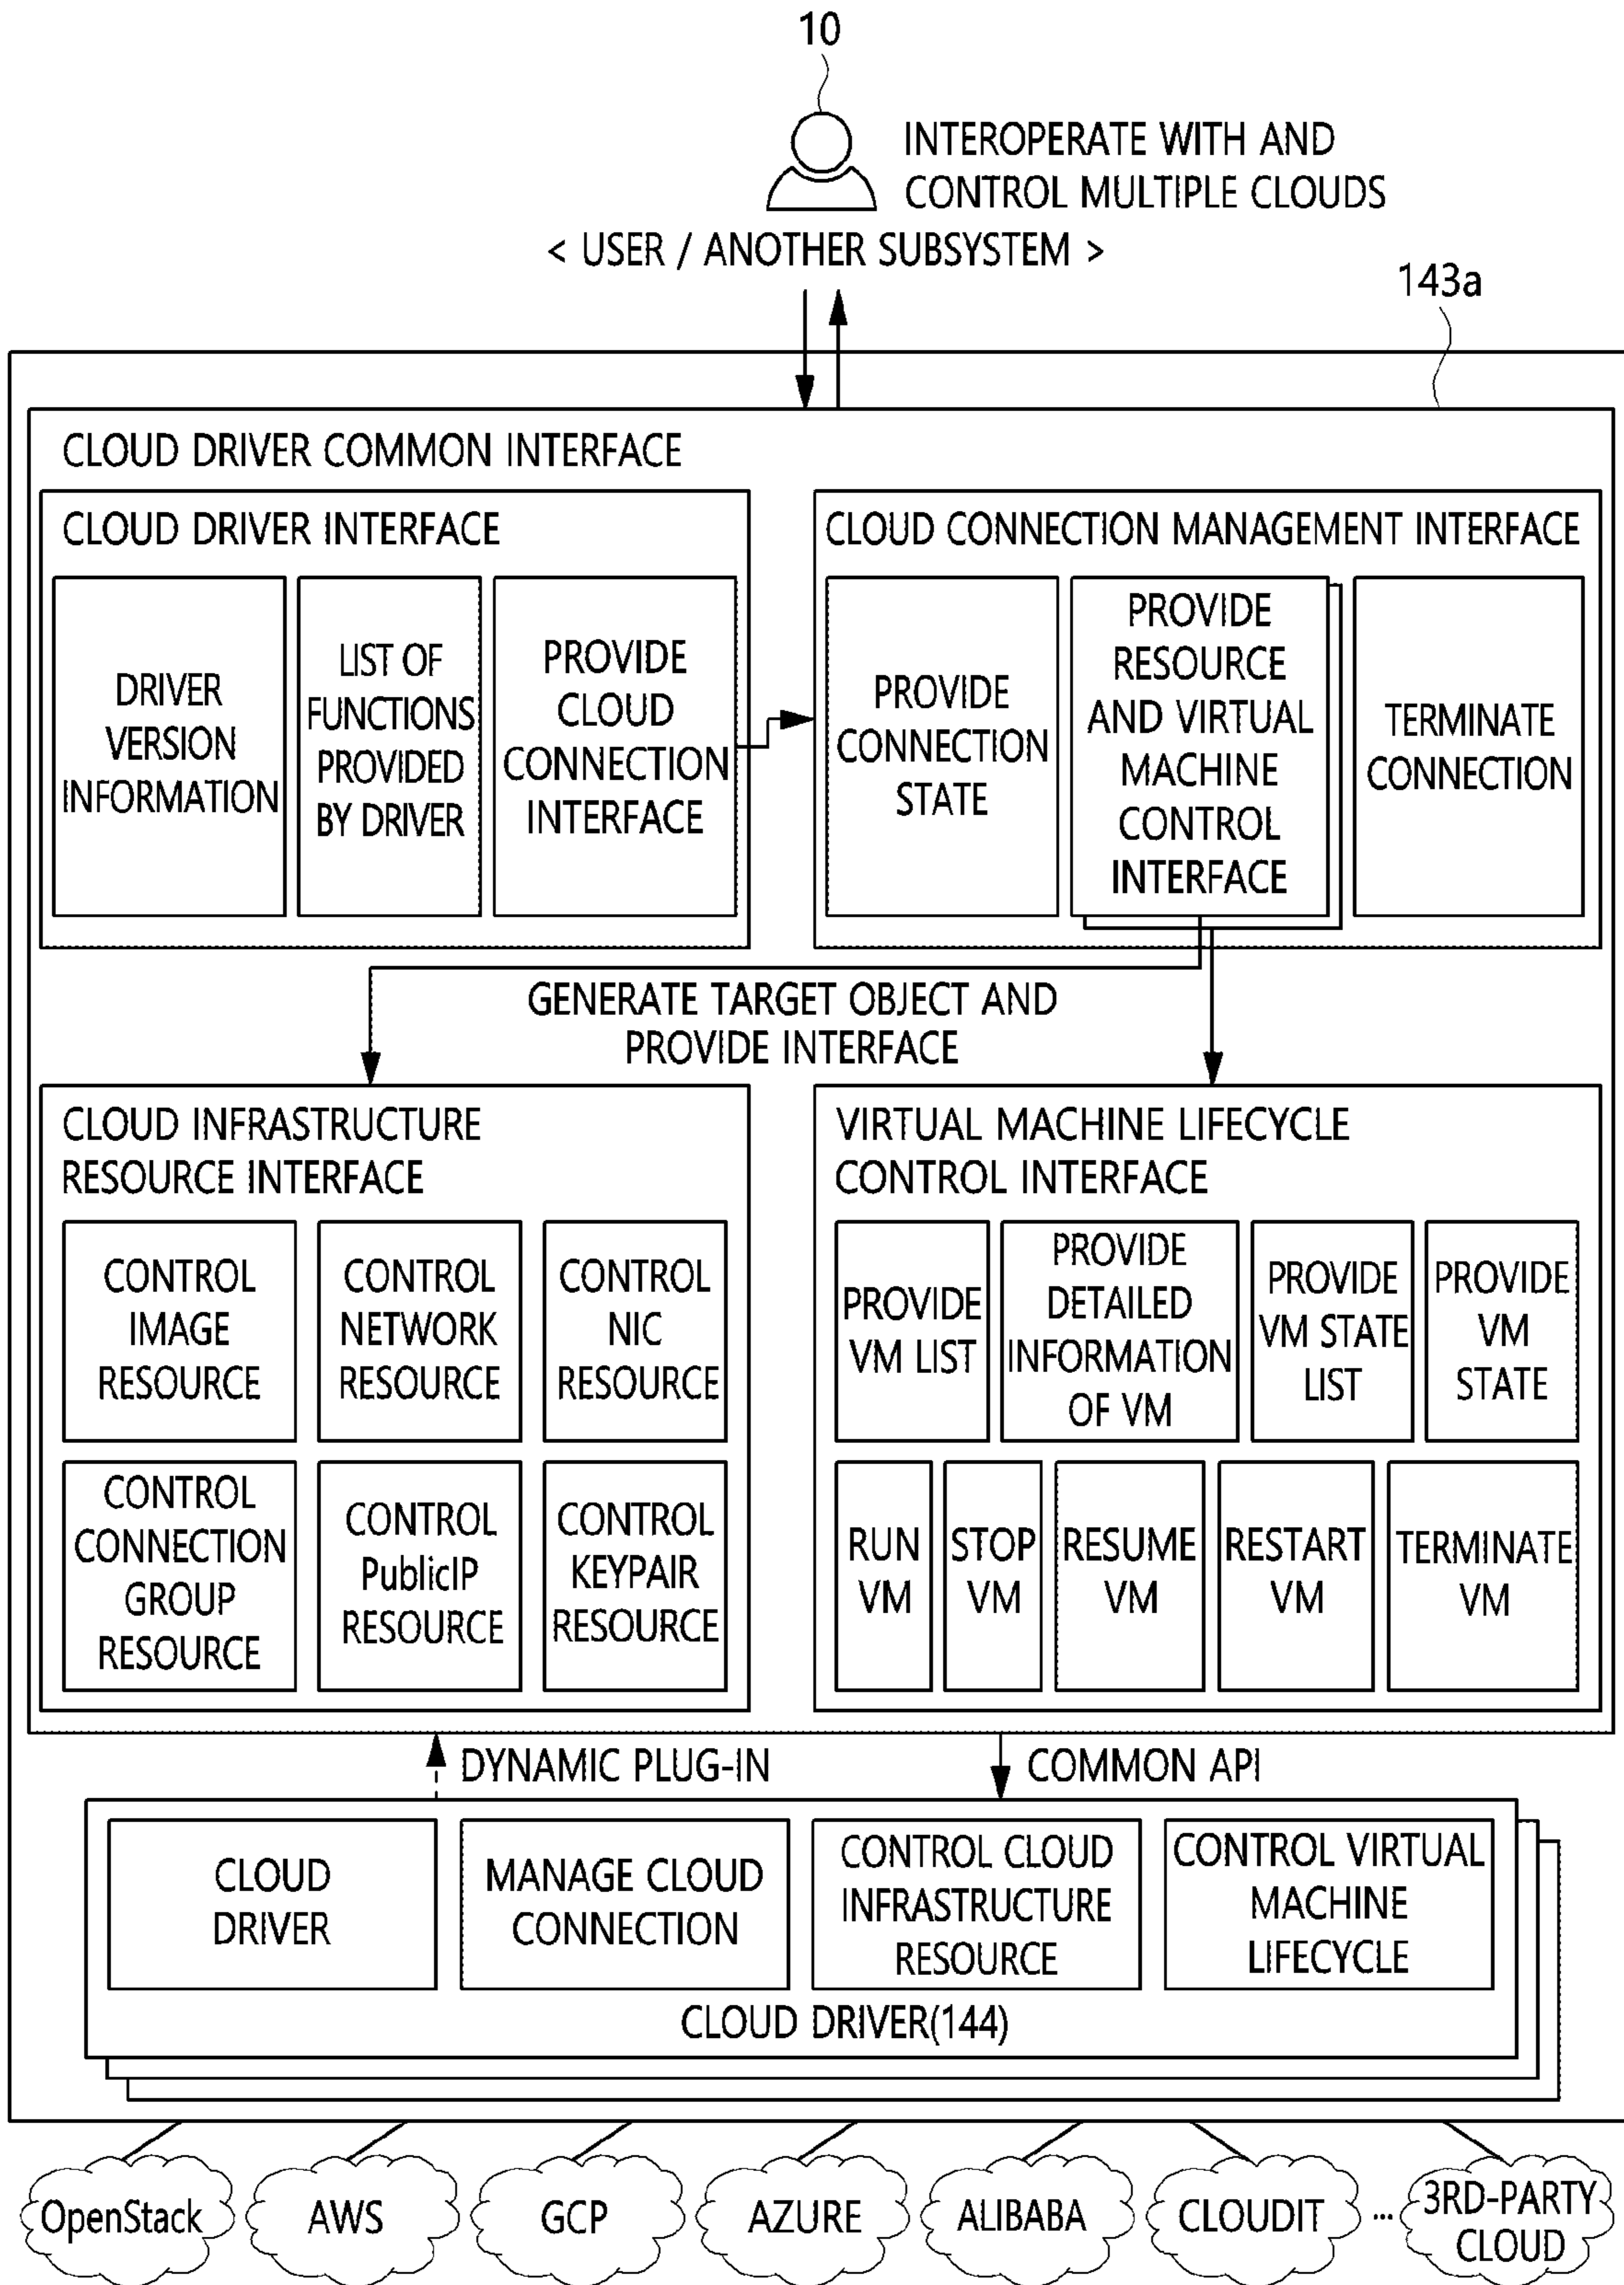 10
INTEROPERATE WITH AND
CONTROL MULTIPLE CLOUDS
< USER / ANOTHER SUBSYSTEM >
143a
CLOUD DRIVER COMMON INTERFACE
CLOUD DRIVER INTERFACE
DRIVER
VERSION
INFORMATION
LIST OF
FUNCTIONS
PROVIDED
BY DRIVER
PROVIDE
CLOUD
CONNECTION
INTERFACE
CLOUD CONNECTION MANAGEMENT INTERFACE
PROVIDE
CONNECTION
STATE
PROVIDE
RESOURCE
AND VIRTUAL
MACHINE
CONTROL
INTERFACE
TERMINATE
CONNECTION
GENERATE TARGET OBJECT AND
PROVIDE INTERFACE
CLOUD INFRASTRUCTURE
RESOURCE INTERFACE
CONTROL
IMAGE
RESOURCE
CONTROL
NETWORK
RESOURCE
CONTROL
NIC
RESOURCE
CONTROL
CONNECTION
GROUP
RESOURCE
CONTROL
PublicIP
RESOURCE
CONTROL
KEYPAIR
RESOURCE
VIRTUAL MACHINE LIFECYCLE
CONTROL INTERFACE
PROVIDE
VM LIST
PROVIDE
DETAILED
INFORMATION
OF VM
PROVIDE
VM STATE
LIST
PROVIDE
VM
STATE
RUN
VM
STOP
VM
RESUME
VM
RESTART
VM
TERMINATE
VM
DYNAMIC PLUG-IN
COMMON API
CLOUD
DRIVER
MANAGE CLOUD
CONNECTION
CONTROL CLOUD
INFRASTRUCTURE
RESOURCE
CONTROL VIRTUAL
MACHINE
LIFECYCLE
CLOUD DRIVER(144)
OpenStack
AWS
GCP
AZURE
ALIBABA
CLOUDIT
...
3RD-PARTY
CLOUD